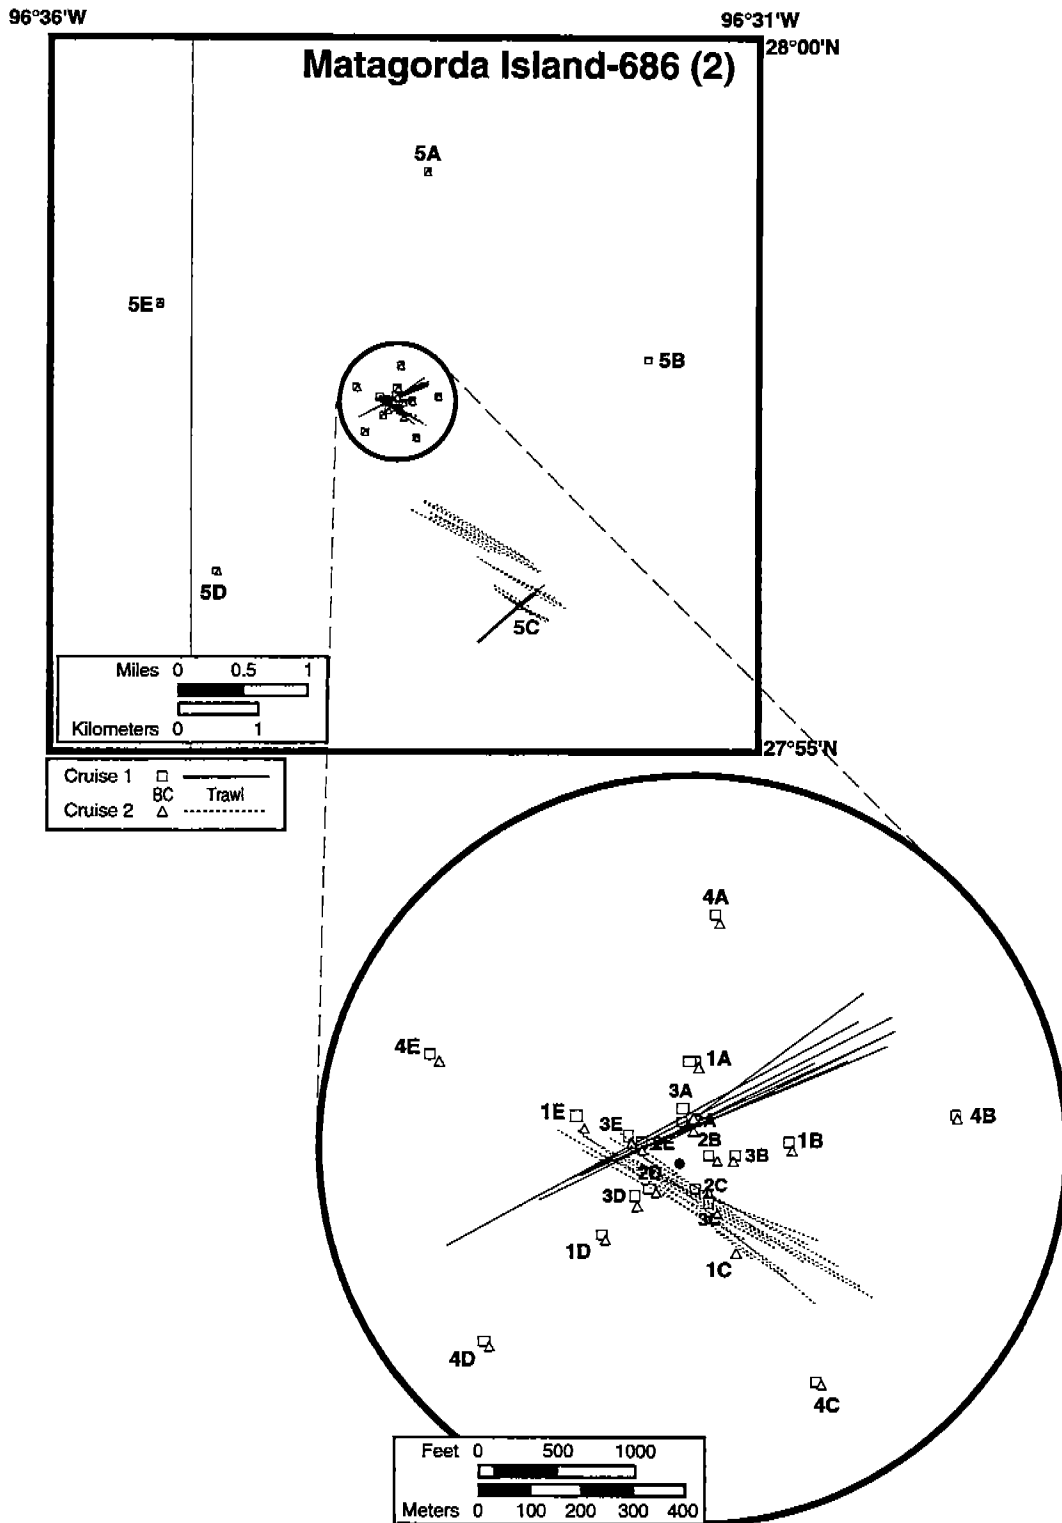 96°36'W
96°31'W
28°00'N
Matagorda Island-686 (2)
5A
5E
5B
5D
5C
Miles 0 0.5 1
Kilometers 0 1
27°55'N
Cruise 1 Trawl
BC
Cruise 2
4A
4E
1A
3A
1E
4B
3E
2A
2B
1B
2E
3B
2D
2C
3D
3C
1D
1C
4D
4C
Feet 0 500 1000
Meters 0 100 200 300 400